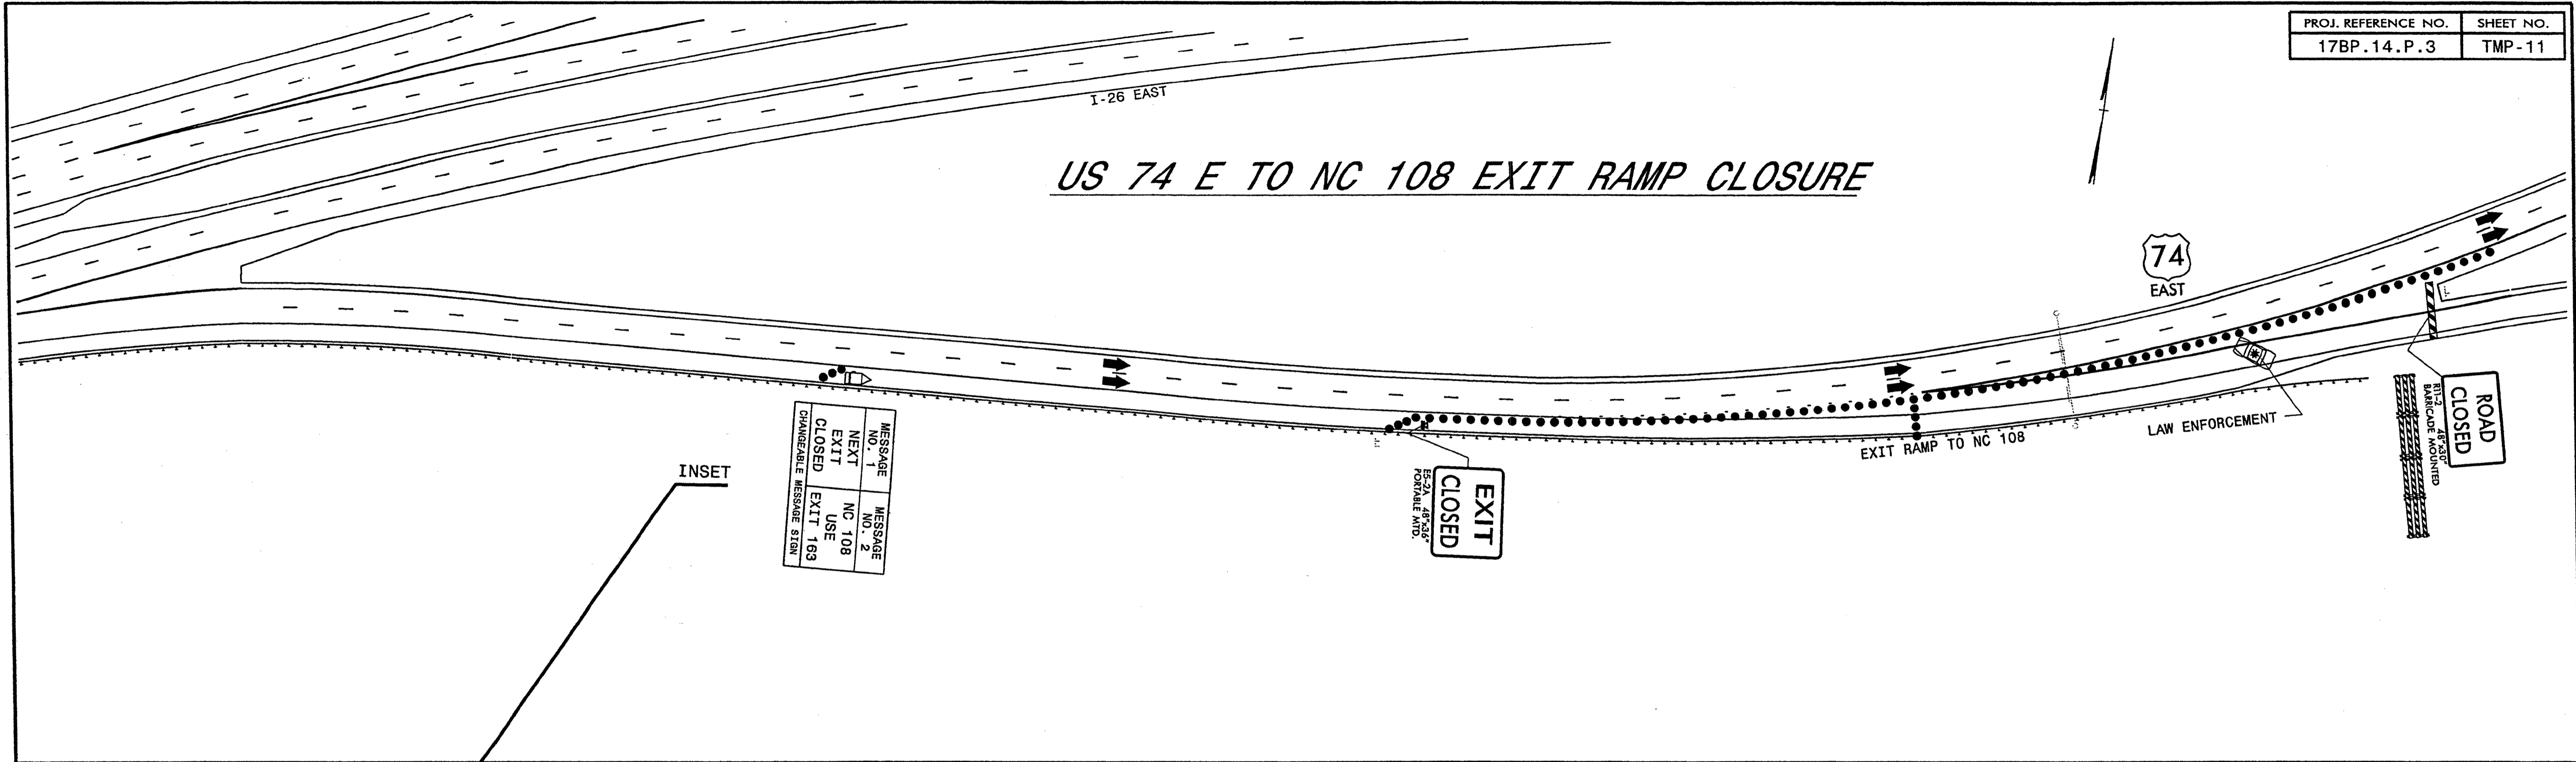 PROJ. REFERENCE NO. SHEET NO.
17BP.14.P.3 TMP-11
I-26 EAST
US 74 E TO NC 108 EXIT RAMP CLOSURE
74
EAST
INSET
MESSAGE NO. 1
NEXT
EXIT
CLOSED
MESSAGE NO. 2
NC 108
USE
EXIT 163
CHANGEABLE MESSAGE SIGN
EXIT
CLOSED
E5-2A 48"x36"
PORTABLE MTD.
EXIT RAMP TO NC 108
LAW ENFORCEMENT
ROAD
CLOSED
R11-2 48"x30"
BARRICADE MOUNTED